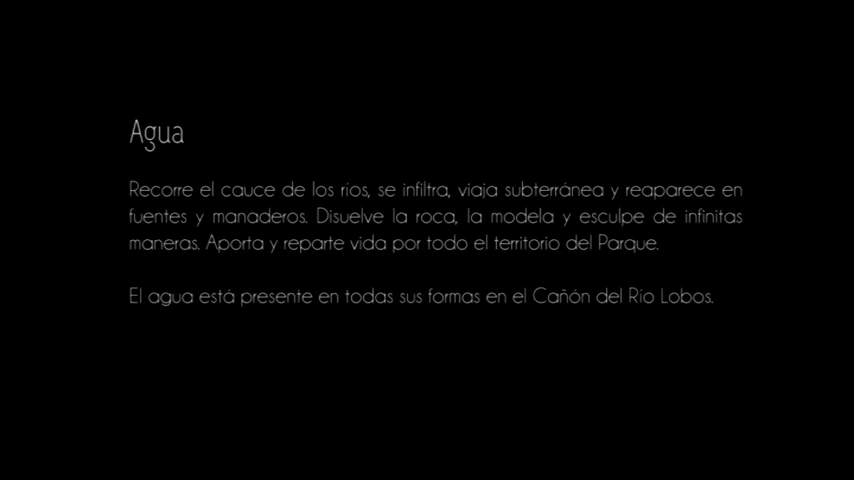 Agua
Recorre el cauce de los ríos, se infiltra, viaja subterránea y reaparece en
fuentes y manaderos. Disuelve la roca, la modela y esculpe de infinitas
maneras. Aporta y reparte vida por todo el territorio del Parque.
El agua está presente en todas sus formas en el Cañón del Río Lobos.